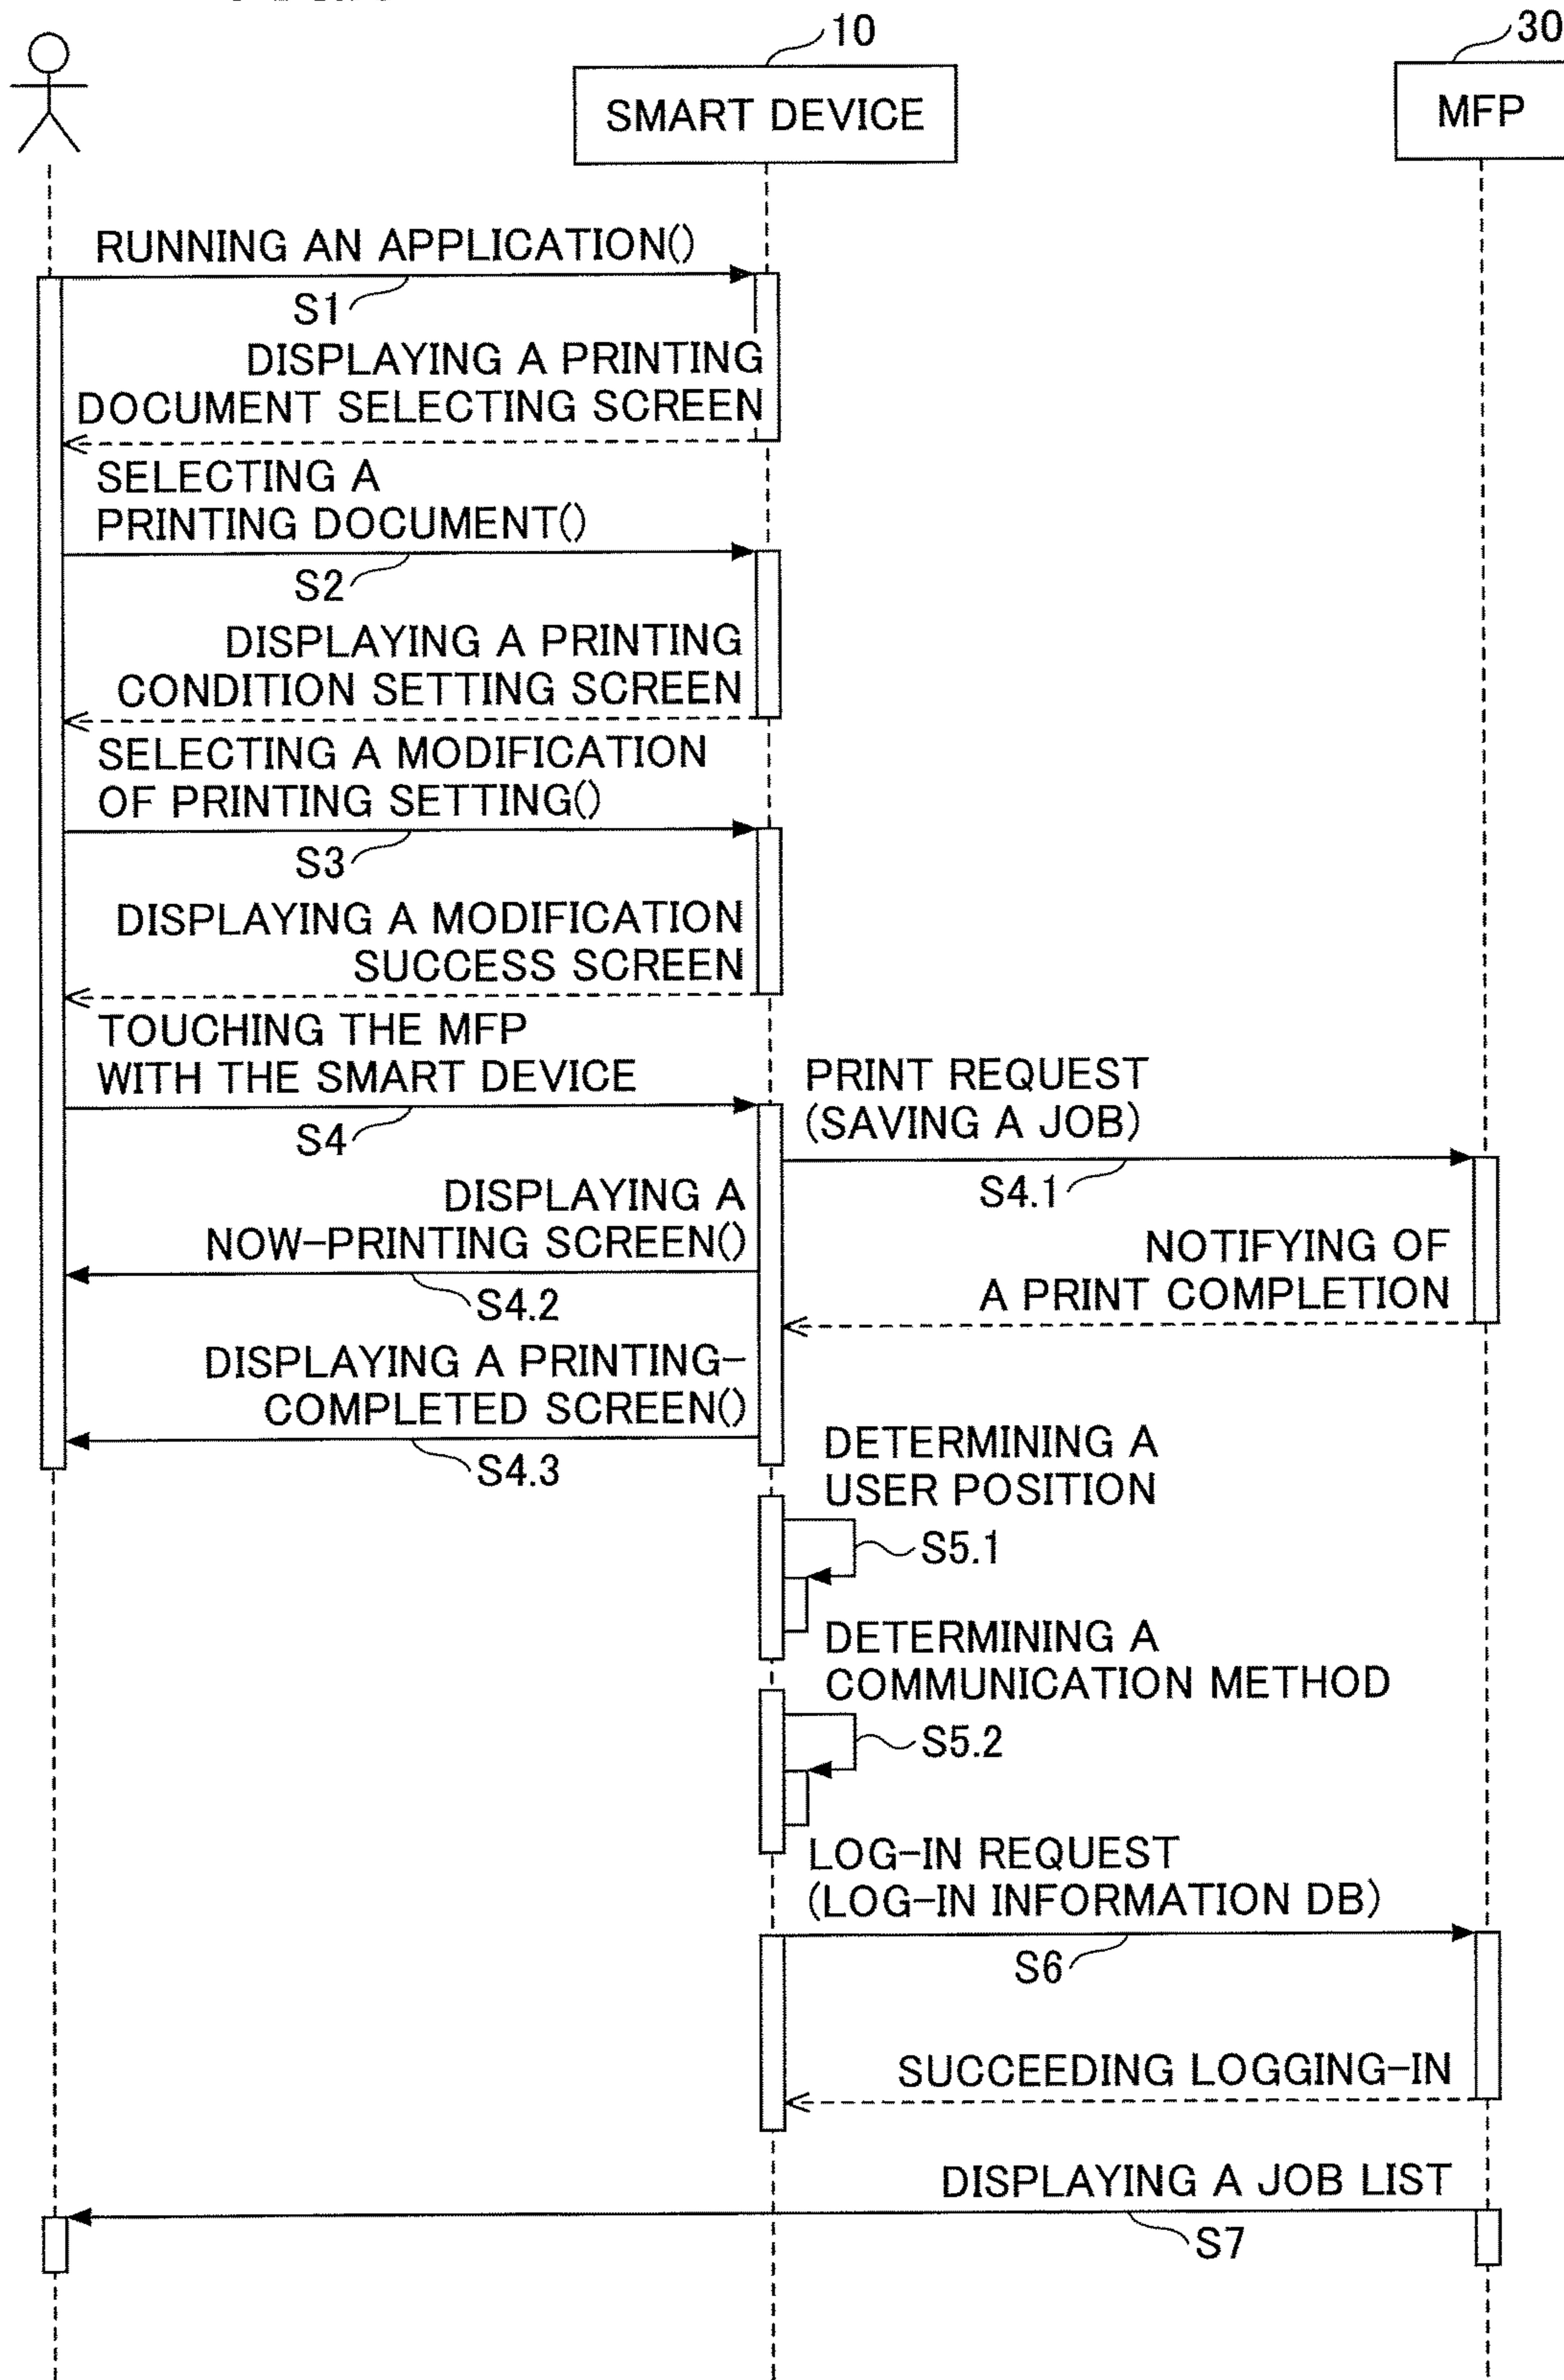 10
30
SMART DEVICE
MFP
RUNNING AN APPLICATION()
S1
DISPLAYING A PRINTING
DOCUMENT SELECTING SCREEN
SELECTING A
PRINTING DOCUMENT()
S2
DISPLAYING A PRINTING
CONDITION SETTING SCREEN
SELECTING A MODIFICATION
OF PRINTING SETTING()
S3
DISPLAYING A MODIFICATION
SUCCESS SCREEN
TOUCHING THE MFP
WITH THE SMART DEVICE
S4
PRINT REQUEST
(SAVING A JOB)
S4.1
DISPLAYING A
NOW-PRINTING SCREEN()
S4.2
NOTIFYING OF
A PRINT COMPLETION
DISPLAYING A PRINTING-
COMPLETED SCREEN()
S4.3
DETERMINING A
USER POSITION
S5.1
DETERMINING A
COMMUNICATION METHOD
S5.2
LOG-IN REQUEST
(LOG-IN INFORMATION DB)
S6
SUCCEEDING LOGGING-IN
DISPLAYING A JOB LIST
S7